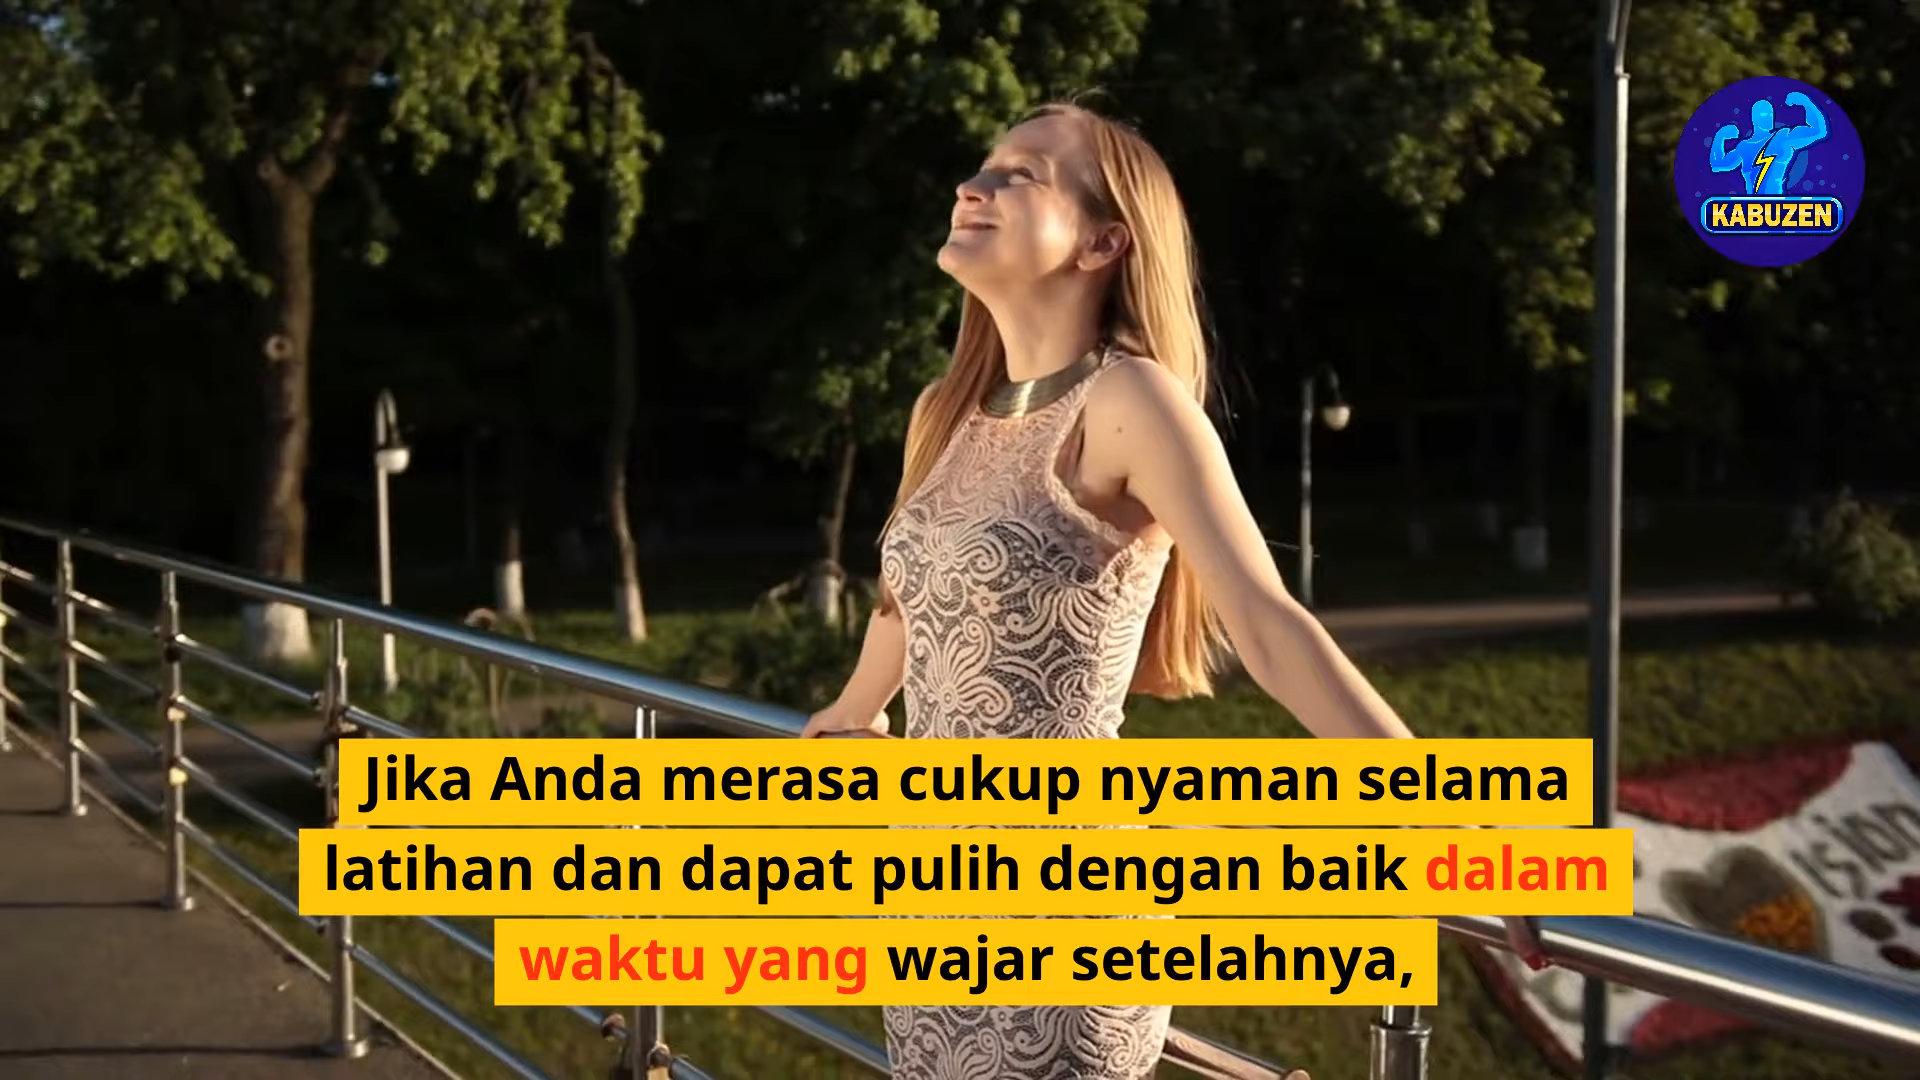 KABUZEN
Jika Anda merasa cukup nyaman selama
latihan dan dapat pulih dengan baik dalam
waktu yang wajar setelahnya,